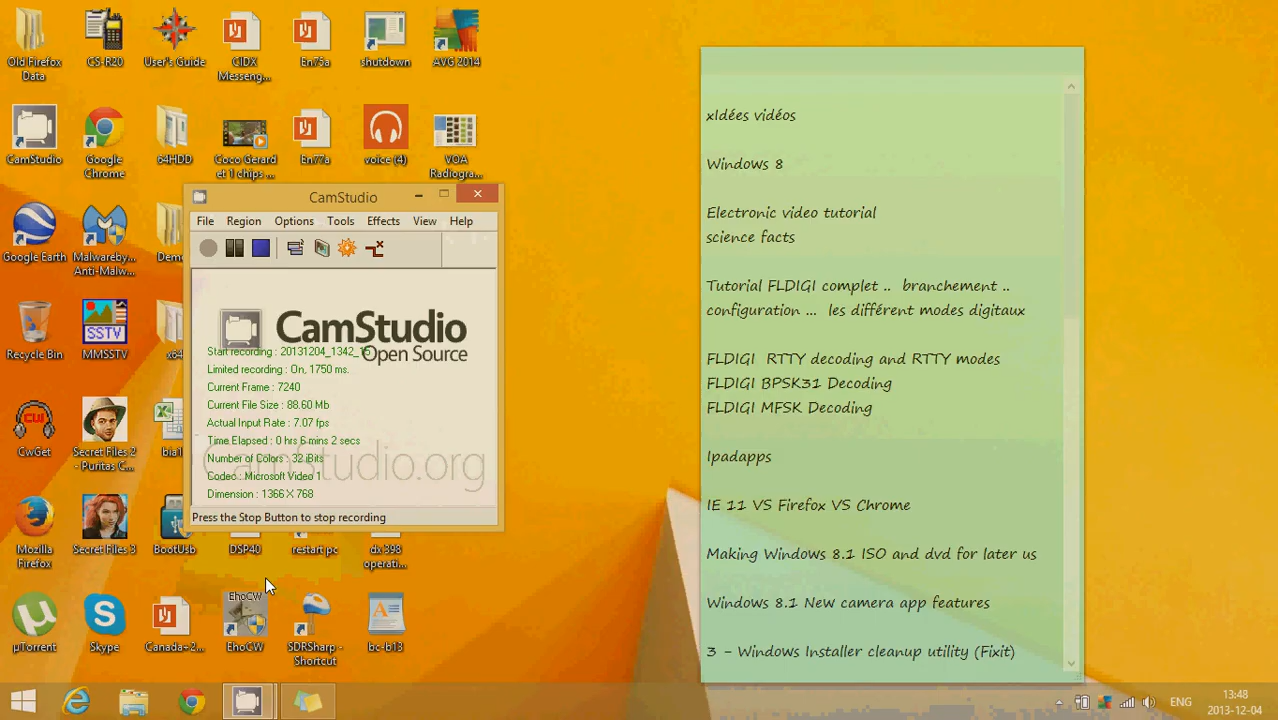 Old Firefox
Data
CS-R20
User's Guide
CIDX
Messeng...
En75a
shutdown
AVG 2014
CamStudio
Google
Chrome
64HDD
Coco Gerard
et 1 chips ...
En77a
voice (4)
VOA
Radiogra...
Google Earth
Malwareby...
Anti-Malw...
Demo
Recycle Bin
SSTV
MMSSTV
x64
CW
CwGet
Secret Files 2
- Puritas C...
bia1
Mozilla
Firefox
Secret Files 3
BootUsb
DSP40
restart pc
dx 398
operati...
µTorrent
Skype
Canada+2...
EhoCW
EhoCW
SDRSharp -
Shortcut
bc-b13
CamStudio
File Region Options Tools Effects View Help
CamStudio
Open Source
CamStudio.org
Start recording : 20131204_1342_15
Limited recording : On, 1750 ms.
Current Frame : 7240
Current File Size : 88.60 Mb
Actual Input Rate : 7.07 fps
Time Elapsed : 0 hrs 6 mins 2 secs
Number of Colors : 32 Bits
Codec : Microsoft Video 1
Dimension : 1366 X 768
Press the Stop Button to stop recording
xIdées vidéos
Windows 8
Electronic video tutorial
science facts
Tutorial FLDIGI complet .. branchement ..
configuration ... les différent modes digitaux
FLDIGI RTTY decoding and RTTY modes
FLDIGI BPSK31 Decoding
FLDIGI MFSK Decoding
Ipadapps
IE 11 VS Firefox VS Chrome
Making Windows 8.1 ISO and dvd for later us
Windows 8.1 New camera app features
3 - Windows Installer cleanup utility (Fixit)
ENG
13:48
2013-12-04